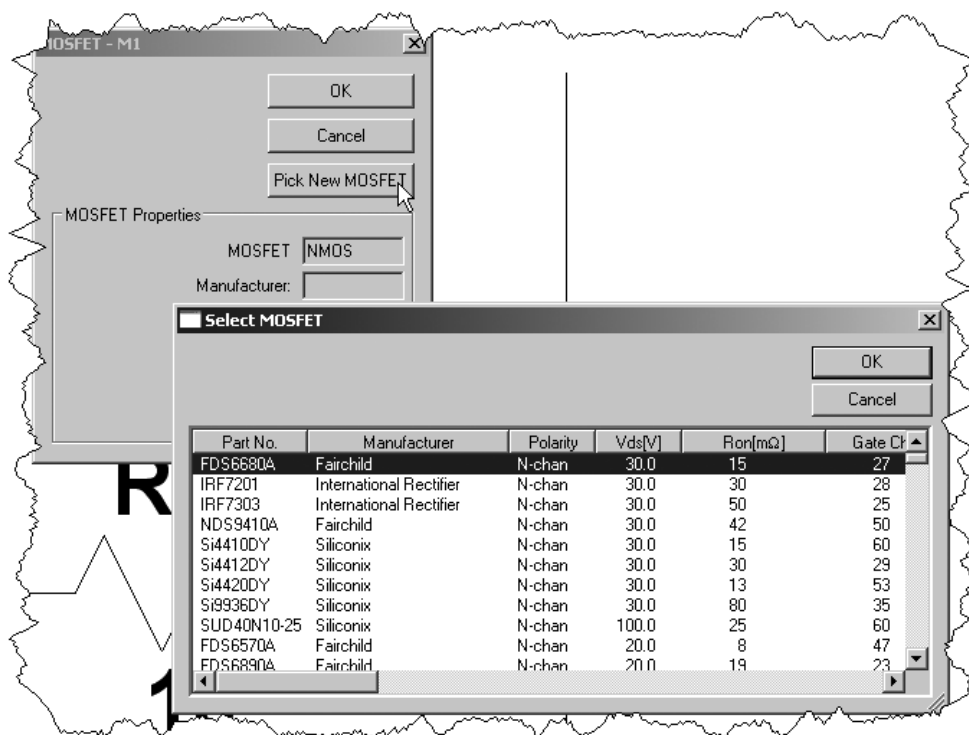 MOSFET - M1
OK
Cancel
Pick New MOSFET
MOSFET Properties
MOSFET NMOS
Manufacturer:
Select MOSFET
OK
Cancel
Part No. Manufacturer Polarity Vds[V] Ron[mΩ] Gate Ch
FDS6680A Fairchild N-chan 30.0 15 27
IRF7201 International Rectifier N-chan 30.0 30 28
IRF7303 International Rectifier N-chan 30.0 50 25
NDS9410A Fairchild N-chan 30.0 42 50
Si4410DY Siliconix N-chan 30.0 15 60
Si4412DY Siliconix N-chan 30.0 30 29
Si4420DY Siliconix N-chan 30.0 13 53
Si9936DY Siliconix N-chan 30.0 80 35
SUD40N10-25 Siliconix N-chan 100.0 25 60
FDS6570A Fairchild N-chan 20.0 8 47
FDS6890A Fairchild N-chan 20.0 19 23
R
1